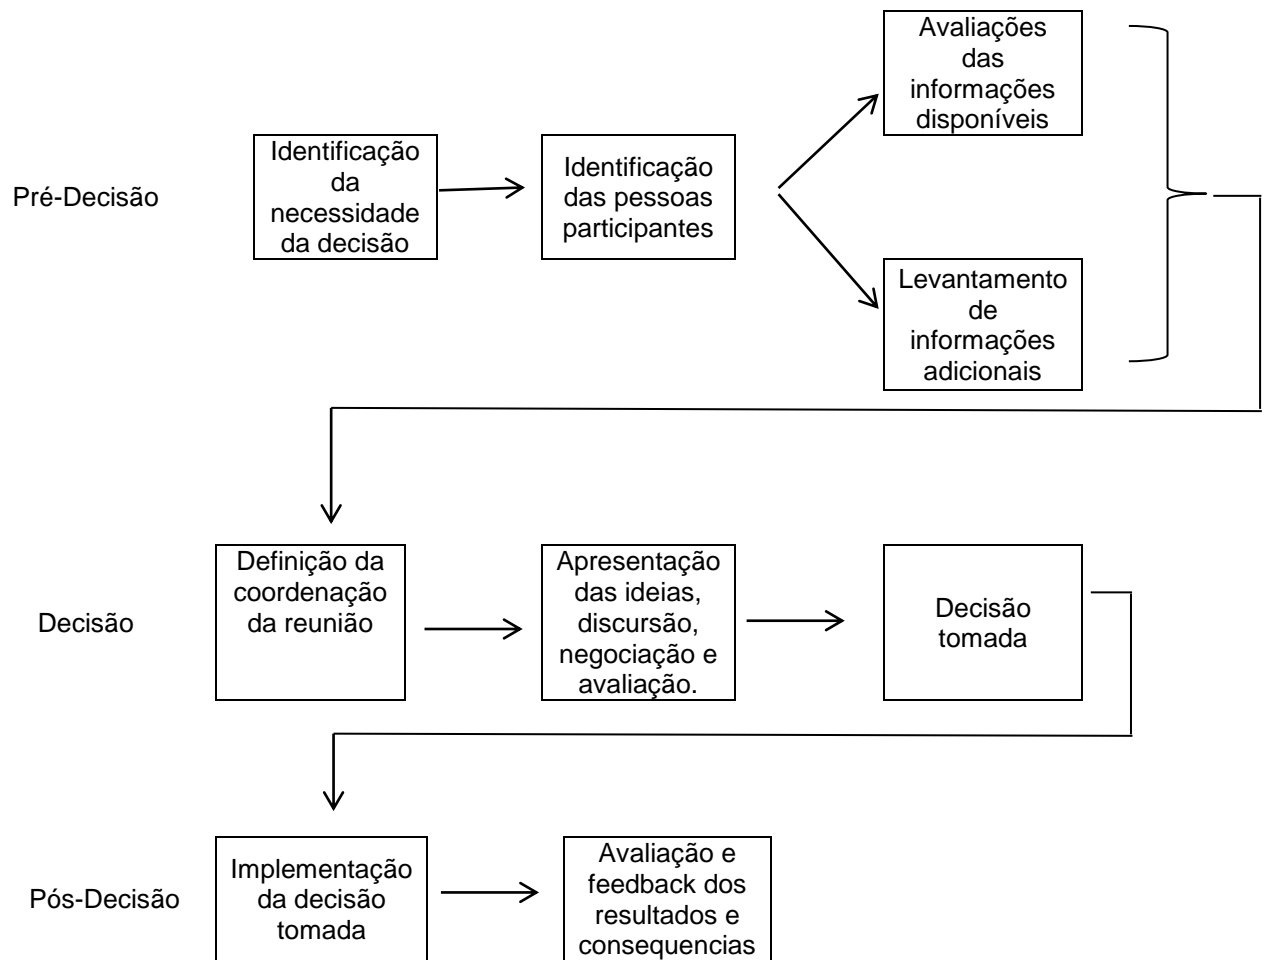 Pré-Decisão
Identificação
da
necessidade
da decisão
Identificação
das pessoas
participantes
Avaliações
das
informações
disponíveis
Levantamento
de
informações
adicionais
Decisão
Definição da
coordenação
da reunião
Apresentação
das ideias,
discursão,
negociação e
avaliação.
Decisão
tomada
Pós-Decisão
Implementação
da decisão
tomada
Avaliação e
feedback dos
resultados e
consequencias